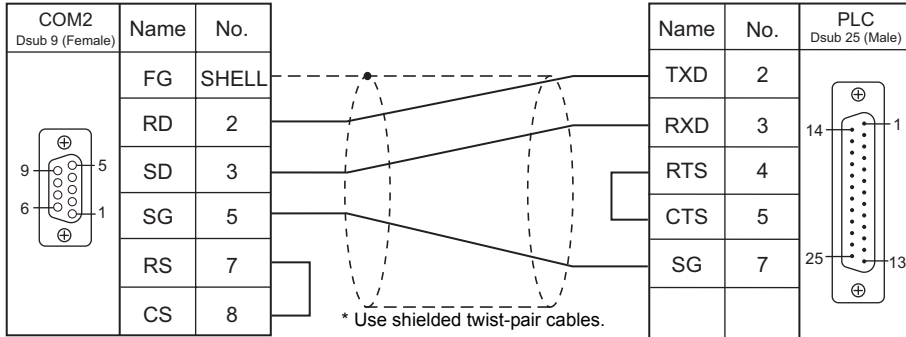 COM2
Dsub 9 (Female)
Name
No.
FG
SHELL
RD
2
SD
3
SG
5
RS
7
CS
8
9
5
6
1
* Use shielded twist-pair cables.
Name
No.
PLC
Dsub 25 (Male)
TXD
2
RXD
3
RTS
4
CTS
5
SG
7
14
1
25
13